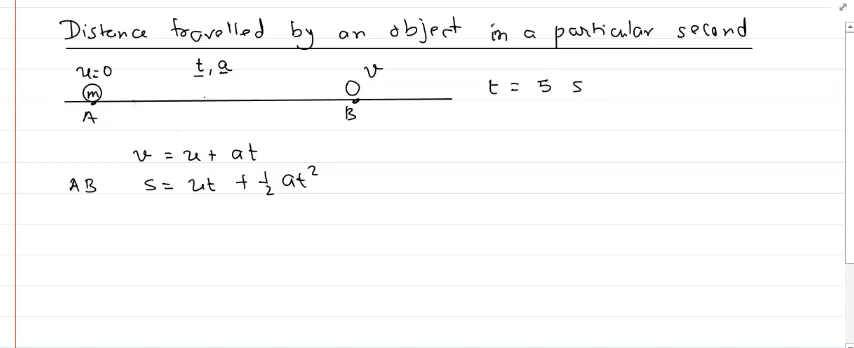 Distance travelled by an object in a particular second
u=0 t, a v
m t = 5 s
A B
v = u + at
AB s = ut + 1/2 at²